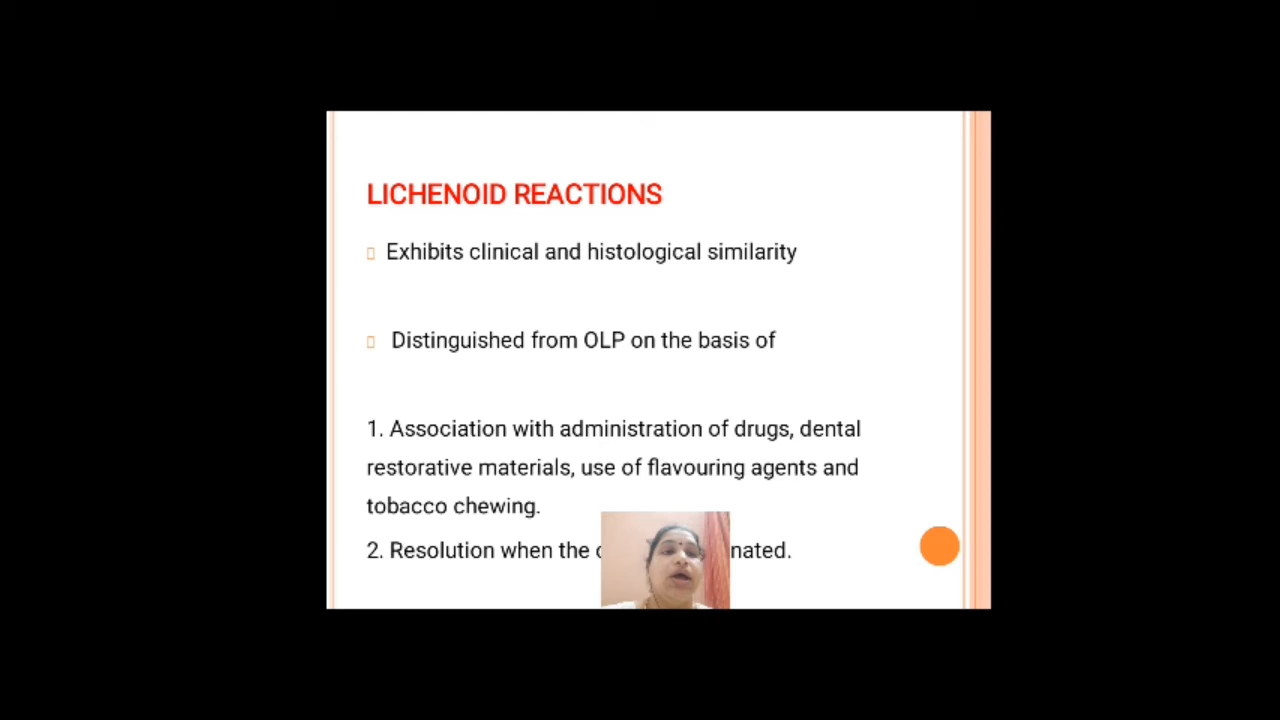 LICHENOID REACTIONS
Exhibits clinical and histological similarity
Distinguished from OLP on the basis of
1. Association with administration of drugs, dental
restorative materials, use of flavouring agents and
tobacco chewing.
2. Resolution when the